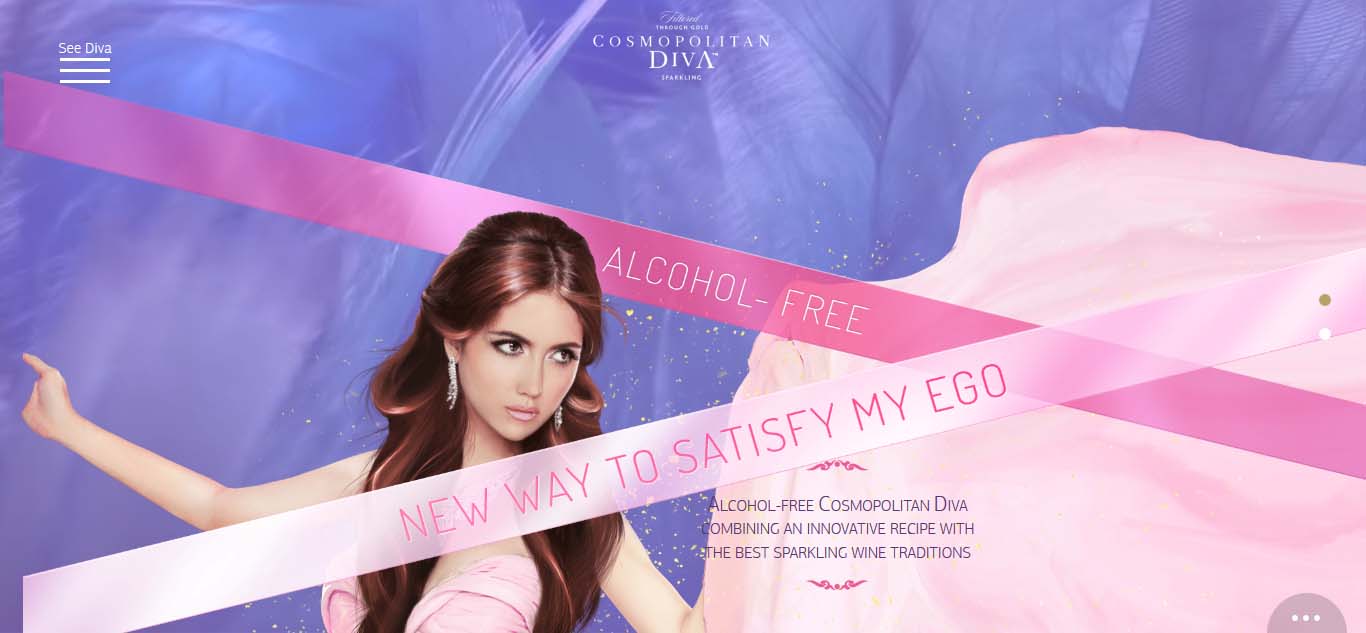 See Diva
Filtered
THROUGH GOLD
COSMOPOLITAN
DIVA™
SPARKLING
ALCOHOL- FREE
NEW WAY TO SATISFY MY EGO
ALCOHOL-FREE COSMOPOLITAN DIVA
COMBINING AN INNOVATIVE RECIPE WITH
THE BEST SPARKLING WINE TRADITIONS